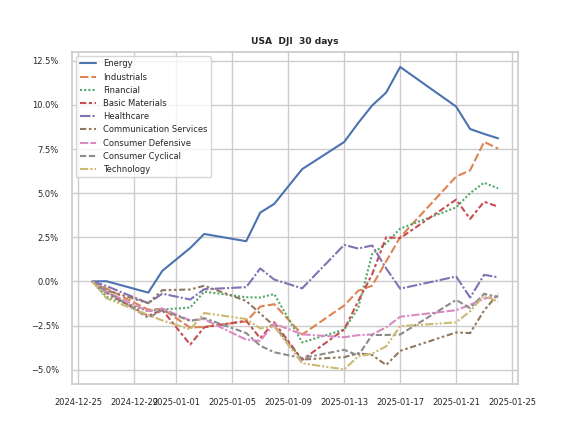 USA DJI 30 days
12.5%
10.0%
7.5%
5.0%
2.5%
0.0%
−2.5%
−5.0%
Energy
Industrials
Financial
Basic Materials
Healthcare
Communication Services
Consumer Defensive
Consumer Cyclical
Technology
2024-12-25 2024-12-29 2025-01-01 2025-01-05 2025-01-09 2025-01-13 2025-01-17 2025-01-21 2025-01-25